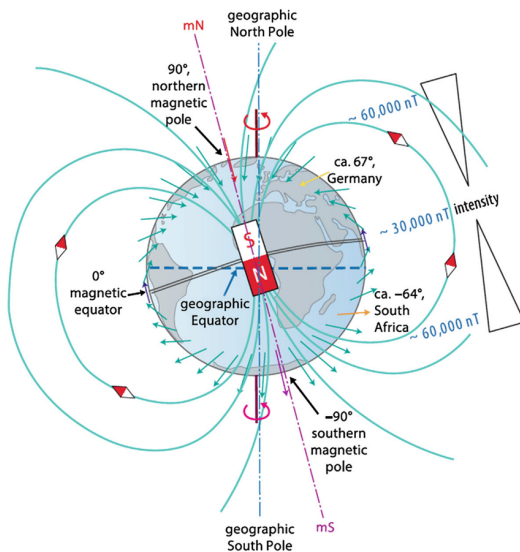 geographic
North Pole
mN
90°,
northern
magnetic
pole
~ 60,000 nT
ca. 67°,
Germany
~ 30,000 nT
intensity
S
N
0°
magnetic
equator
geographic
Equator
ca. −64°,
South
Africa
~ 60,000 nT
−90°
southern
magnetic
pole
mS
geographic
South Pole